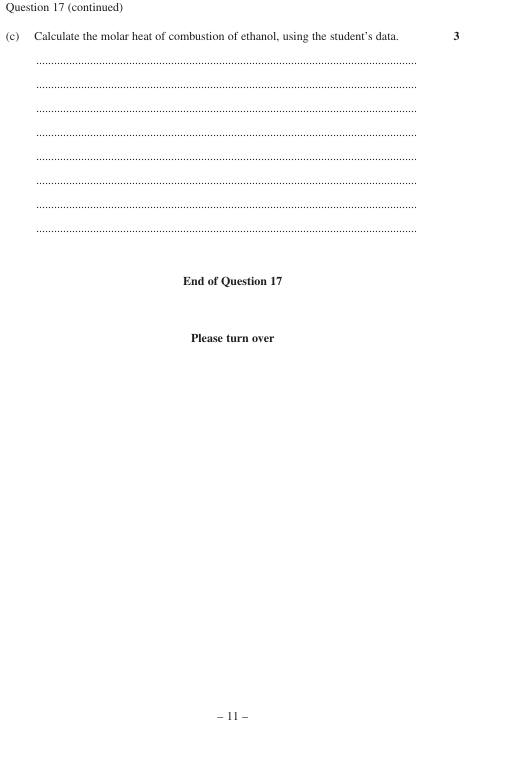 Question 17 (continued)
(c) Calculate the molar heat of combustion of ethanol, using the student’s data. 3
................................................................................................................................
................................................................................................................................
................................................................................................................................
................................................................................................................................
................................................................................................................................
................................................................................................................................
................................................................................................................................
................................................................................................................................
End of Question 17
Please turn over
– 11 –